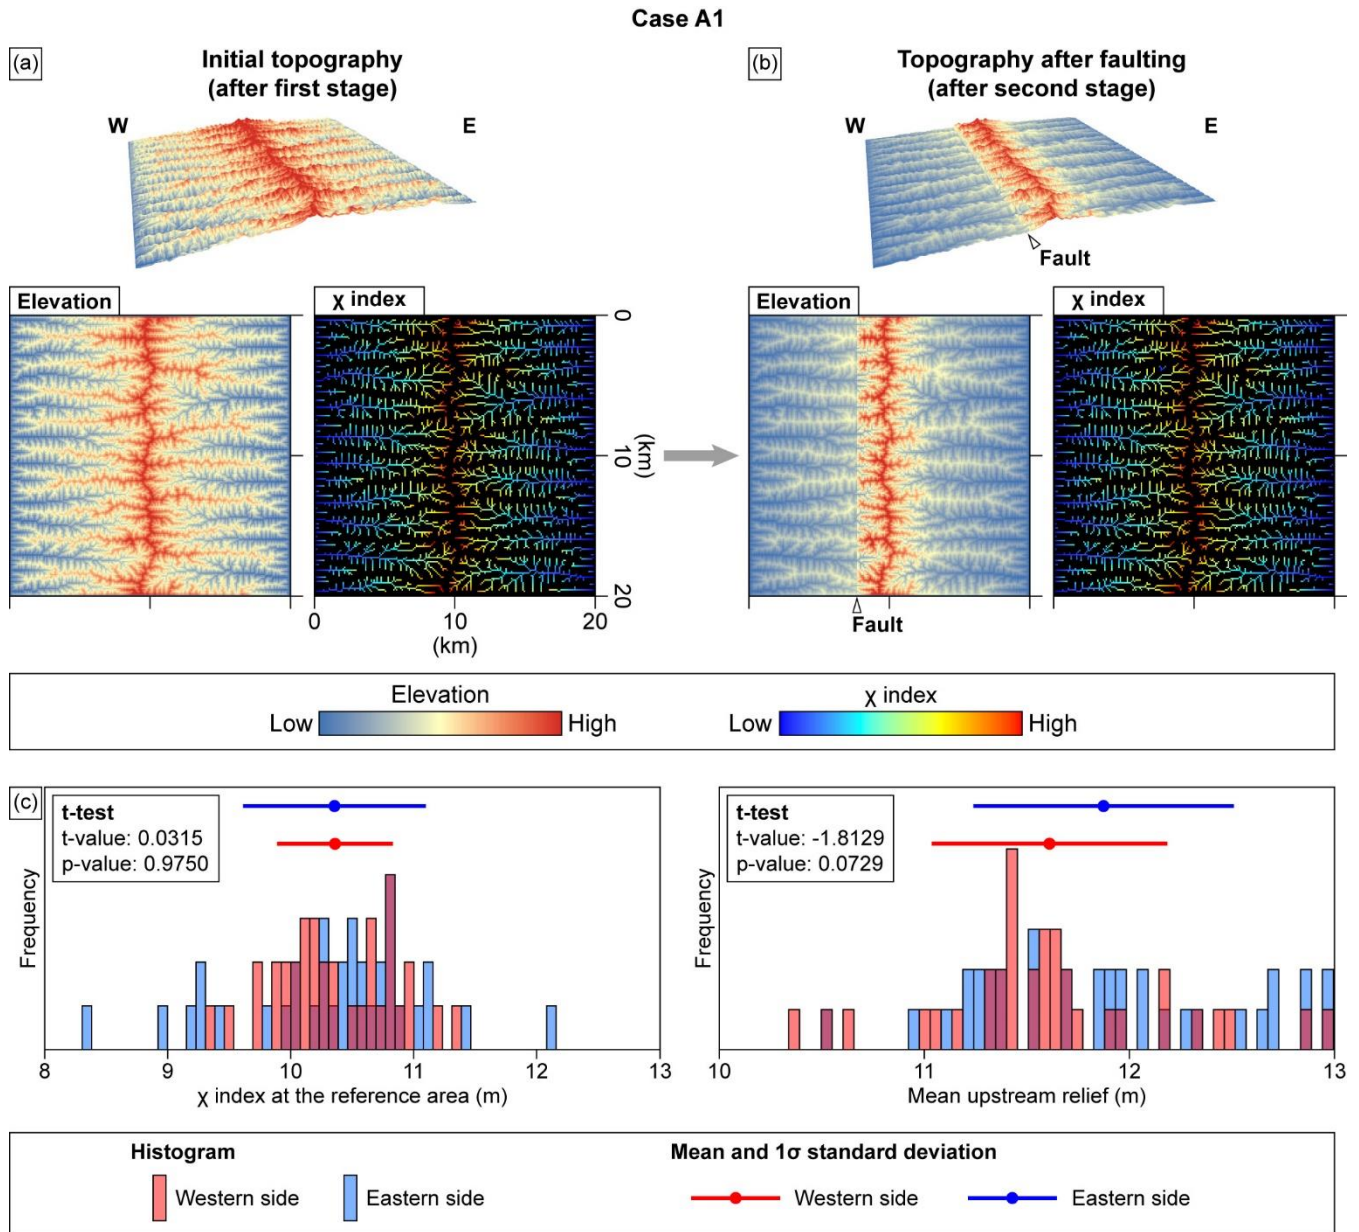 Case A1
(a)
Initial topography
(after first stage)
W
E
Elevation
χ index
0
10
20
(km)
0
10
20
(km)
(b)
Topography after faulting
(after second stage)
W
E
Fault
Elevation
χ index
Fault
Elevation
Low
High
χ index
Low
High
(c)
t-test
t-value: 0.0315
p-value: 0.9750
Frequency
8
9
10
11
12
13
χ index at the reference area (m)
t-test
t-value: -1.8129
p-value: 0.0729
Frequency
10
11
12
13
Mean upstream relief (m)
Histogram
Western side
Eastern side
Mean and 1σ standard deviation
Western side
Eastern side